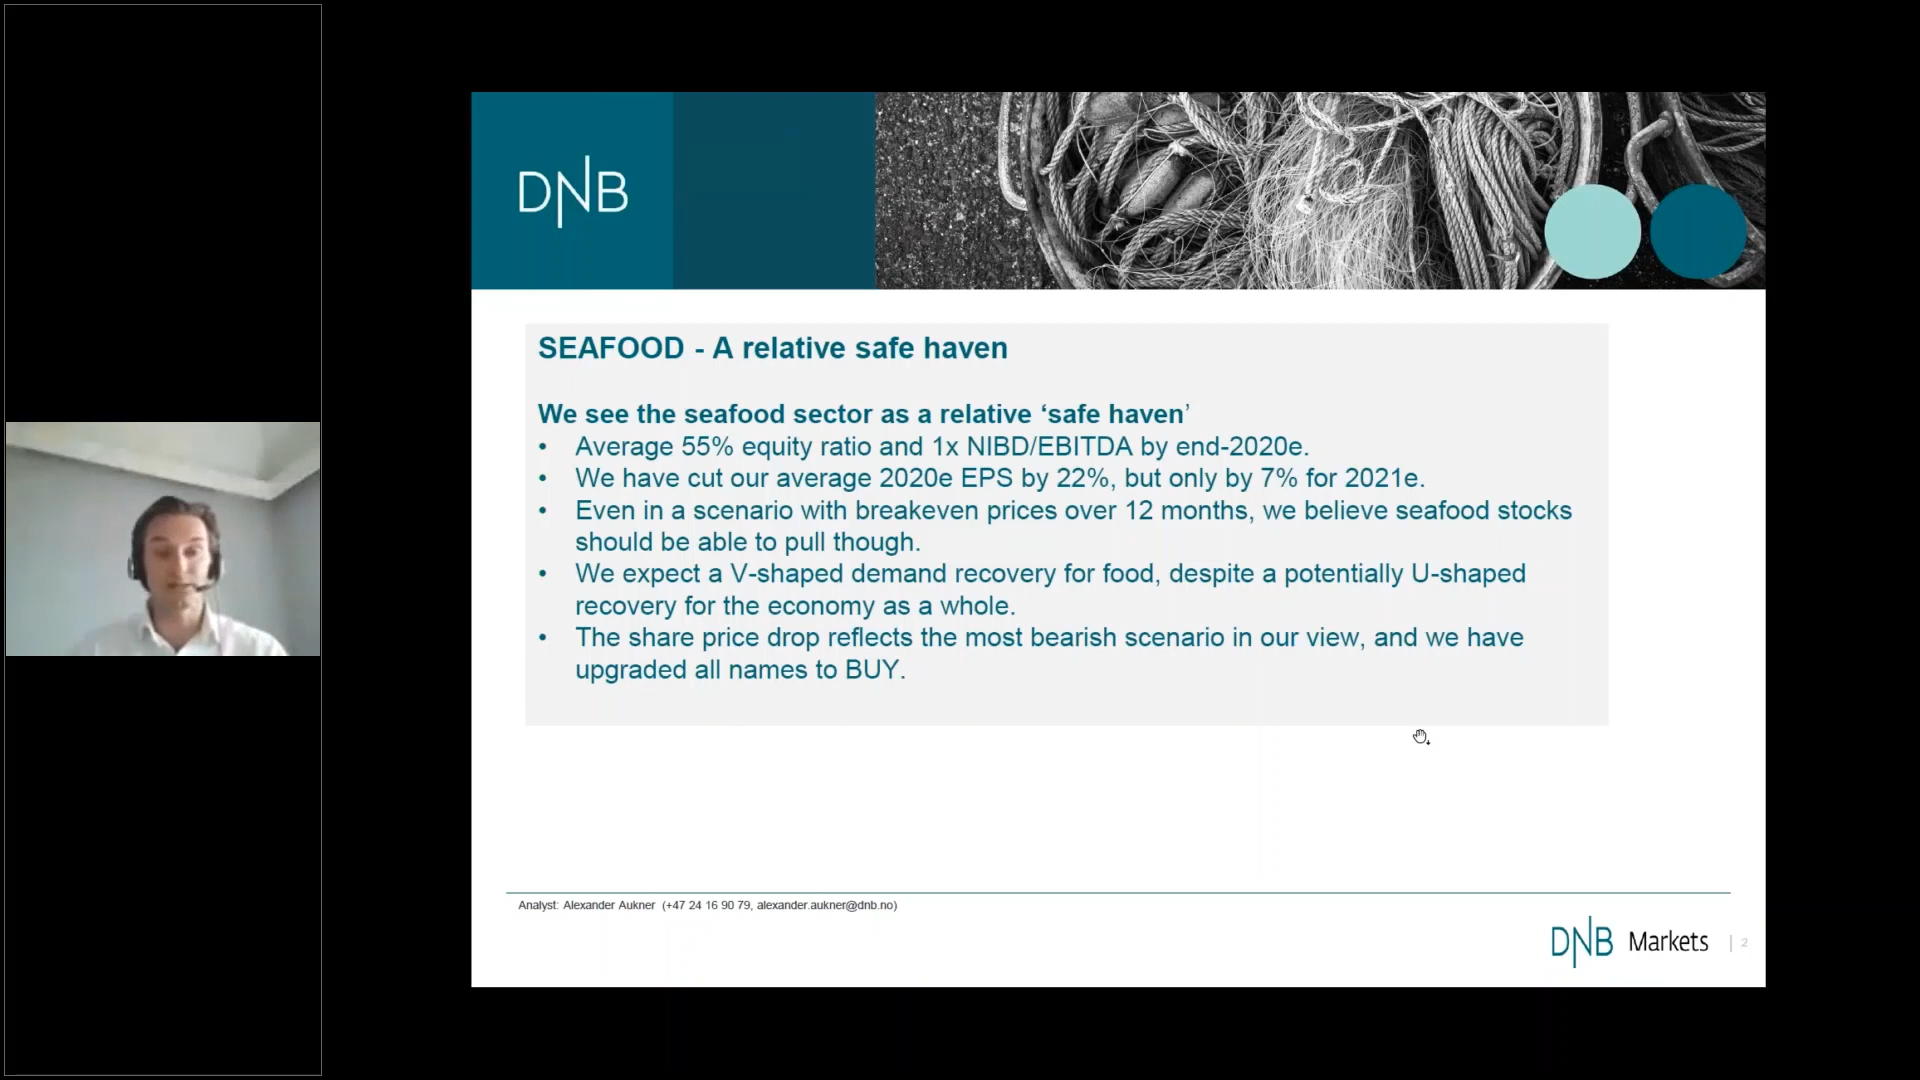 DNB
SEAFOOD - A relative safe haven
We see the seafood sector as a relative ‘safe haven’
• Average 55% equity ratio and 1x NIBD/EBITDA by end-2020e.
• We have cut our average 2020e EPS by 22%, but only by 7% for 2021e.
• Even in a scenario with breakeven prices over 12 months, we believe seafood stocks
should be able to pull though.
• We expect a V-shaped demand recovery for food, despite a potentially U-shaped
recovery for the economy as a whole.
• The share price drop reflects the most bearish scenario in our view, and we have
upgraded all names to BUY.
Analyst: Alexander Aukner (+47 24 16 90 79, alexander.aukner@dnb.no)
DNB Markets | 2